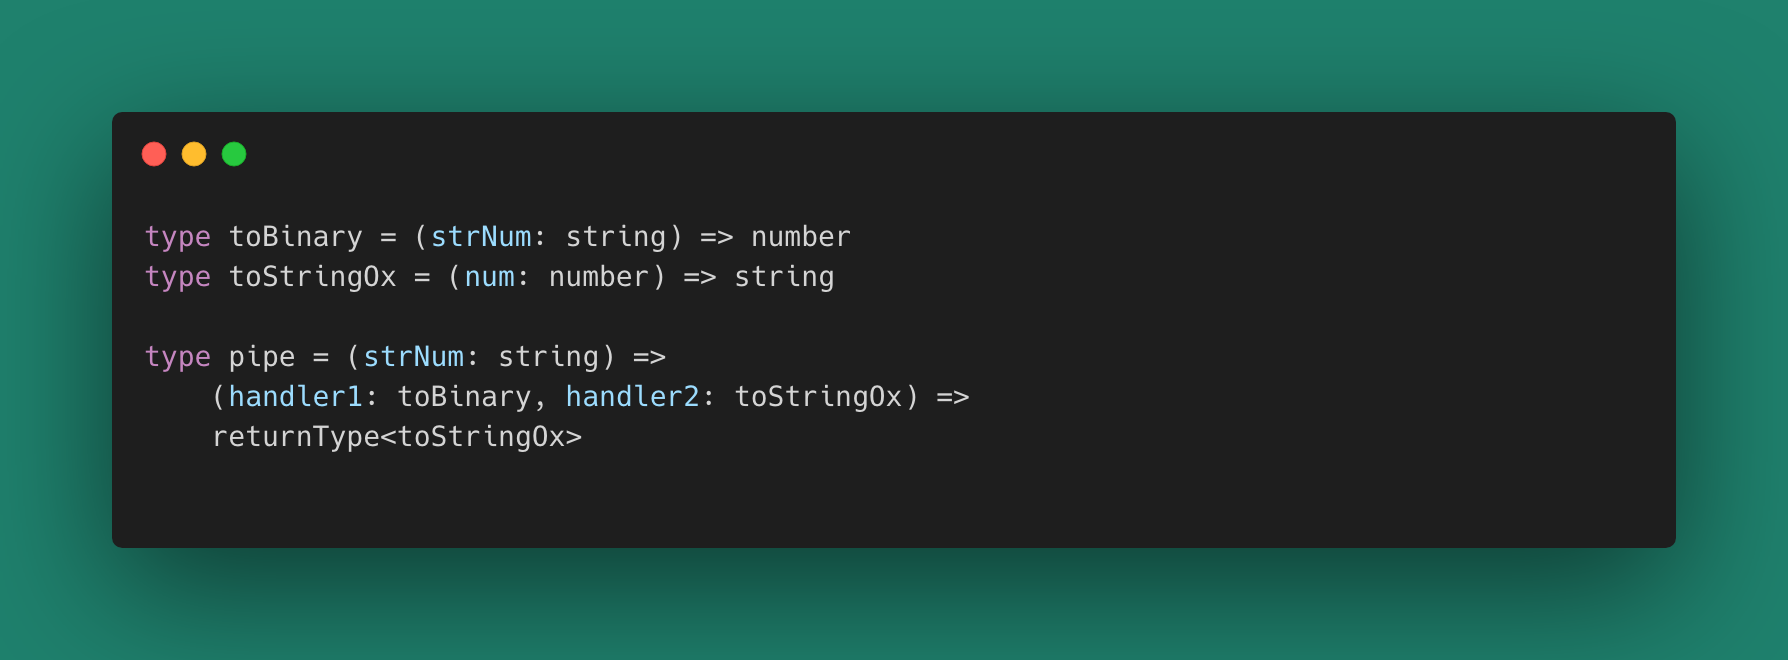 type toBinary = (strNum: string) => number
type toStringOx = (num: number) => string
type pipe = (strNum: string) =>
(handler1: toBinary, handler2: toStringOx) =>
returnType<toStringOx>